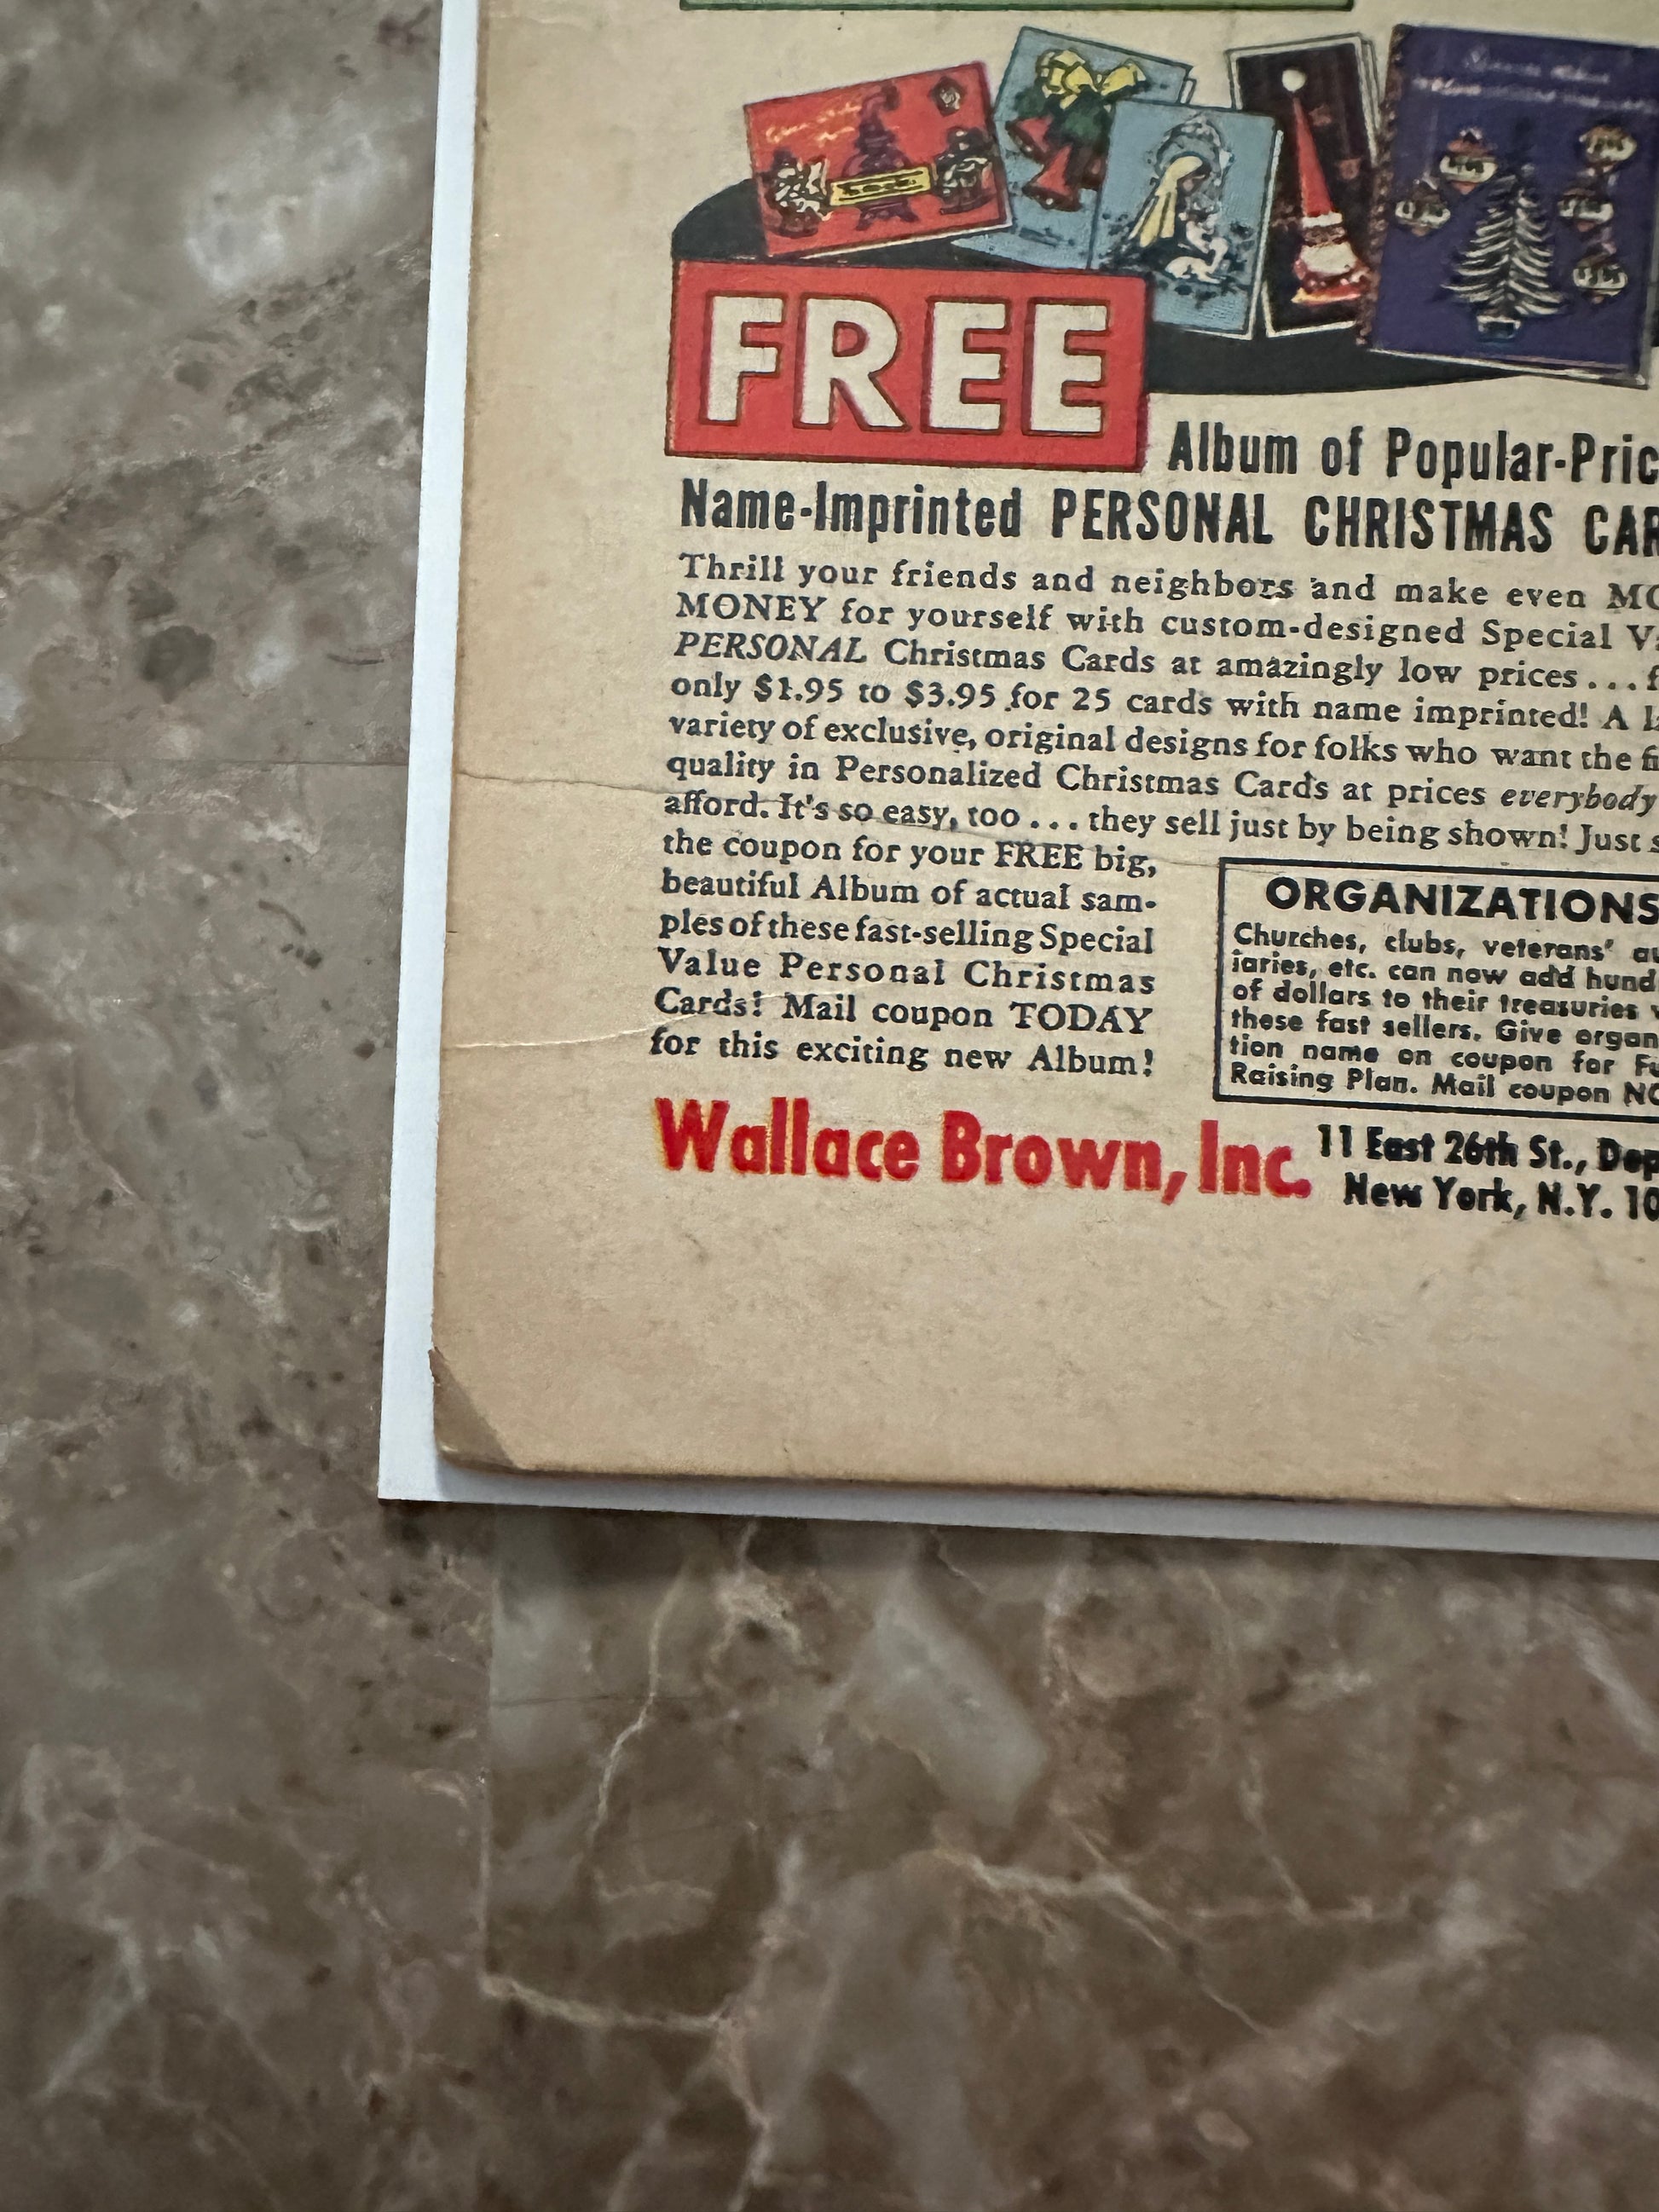 FREE
Album of Popular-Pric
Name-Imprinted PERSONAL CHRISTMAS CAR
Thrill your friends and neighbors and make even MO
MONEY for yourself with custom-designed Special V
PERSONAL Christmas Cards at amazingly low prices...f
only $1.95 to $3.95 for 25 cards with name imprinted! A l
variety of exclusive, original designs for folks who want the fi
quality in Personalized Christmas Cards at prices everybody
afford. It's so easy, too ... they sell just by being shown! Just s
the coupon for your FREE big,
beautiful Album of actual sam-
ples of these fast-selling Special
Value Personal Christmas
Cards! Mail coupon TODAY
for this exciting new Album!
ORGANIZATIONS
Churches, clubs, veterans' au
iaries, etc. can now add hund
of dollars to their treasuries w
these fast sellers. Give organ
tion name on coupon for Fu
Raising Plan. Mail coupon NO
Wallace Brown, Inc.
11 East 26th St., Dep
New York, N.Y. 10